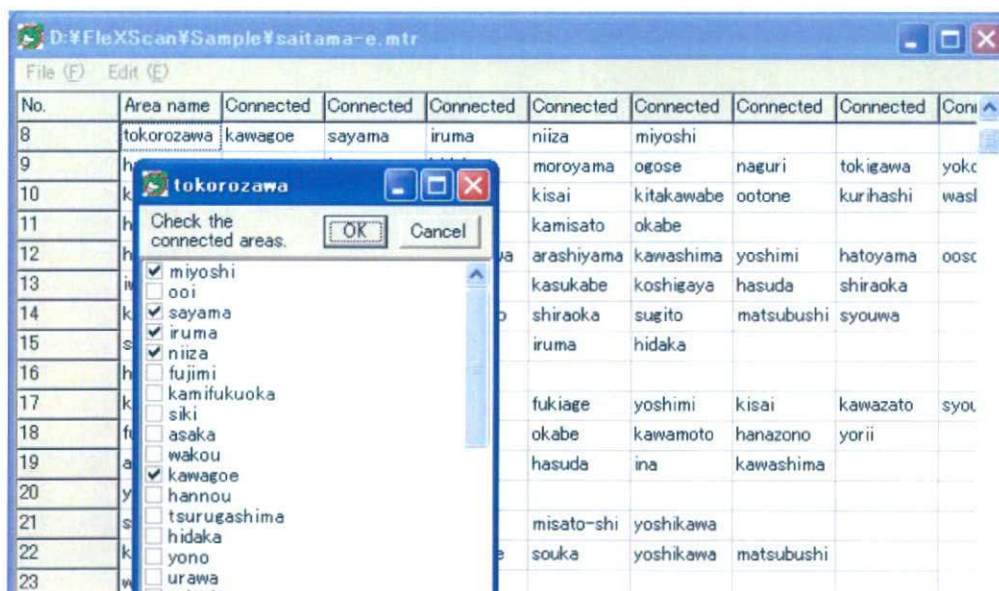 D:¥FleXScan¥Sample¥saitama-e.mtr
File (F) Edit (E)
No. Area name Connected Connected Connected Connected Connected Connected Connected
8 tokorozawa kawagoe sayama iruma niiza miyoshi
9 moroyama ogose naguri tokigawa
10 kisai kitakawabe ootone kurihashi
11 kamisato okabe
12 arashiyama kawashima yoshimi hatoyama
13 kasukabe koshigaya hasuda shiraoka
14 shiraoka sugito matsubushi syouwa
15 iruma hidaka
16
17 fukiage yoshimi kisai kawazato
18 okabe kawamoto hanazono yorii
19 hasuda ina kawashima
20
21 misato-shi yoshikawa
22 souka yoshikawa matsubushi
23
tokorozawa
Check the
connected areas.
OK Cancel
miyoshi
ooi
sayama
iruma
niiza
fujimi
kamifukuoka
siki
asaka
wakou
kawagoe
hannou
tsurugashima
hidaka
yono
urawa